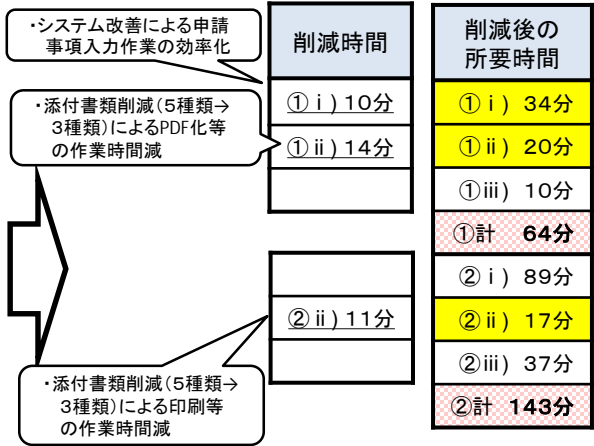 ・システム改善による申請
事項入力作業の効率化
・添付書類削減（５種類→
３種類）によるPDF化等
の作業時間減
削減時間
①ⅰ）10分
①ⅱ）14分
②ⅱ）11分
・添付書類削減（５種類→
３種類）による印刷等
の作業時間減
削減後の
所要時間
①ⅰ） 34分
①ⅱ） 20分
①ⅲ） 10分
①計 64分
②ⅰ） 89分
②ⅱ） 17分
②ⅲ） 37分
②計 143分